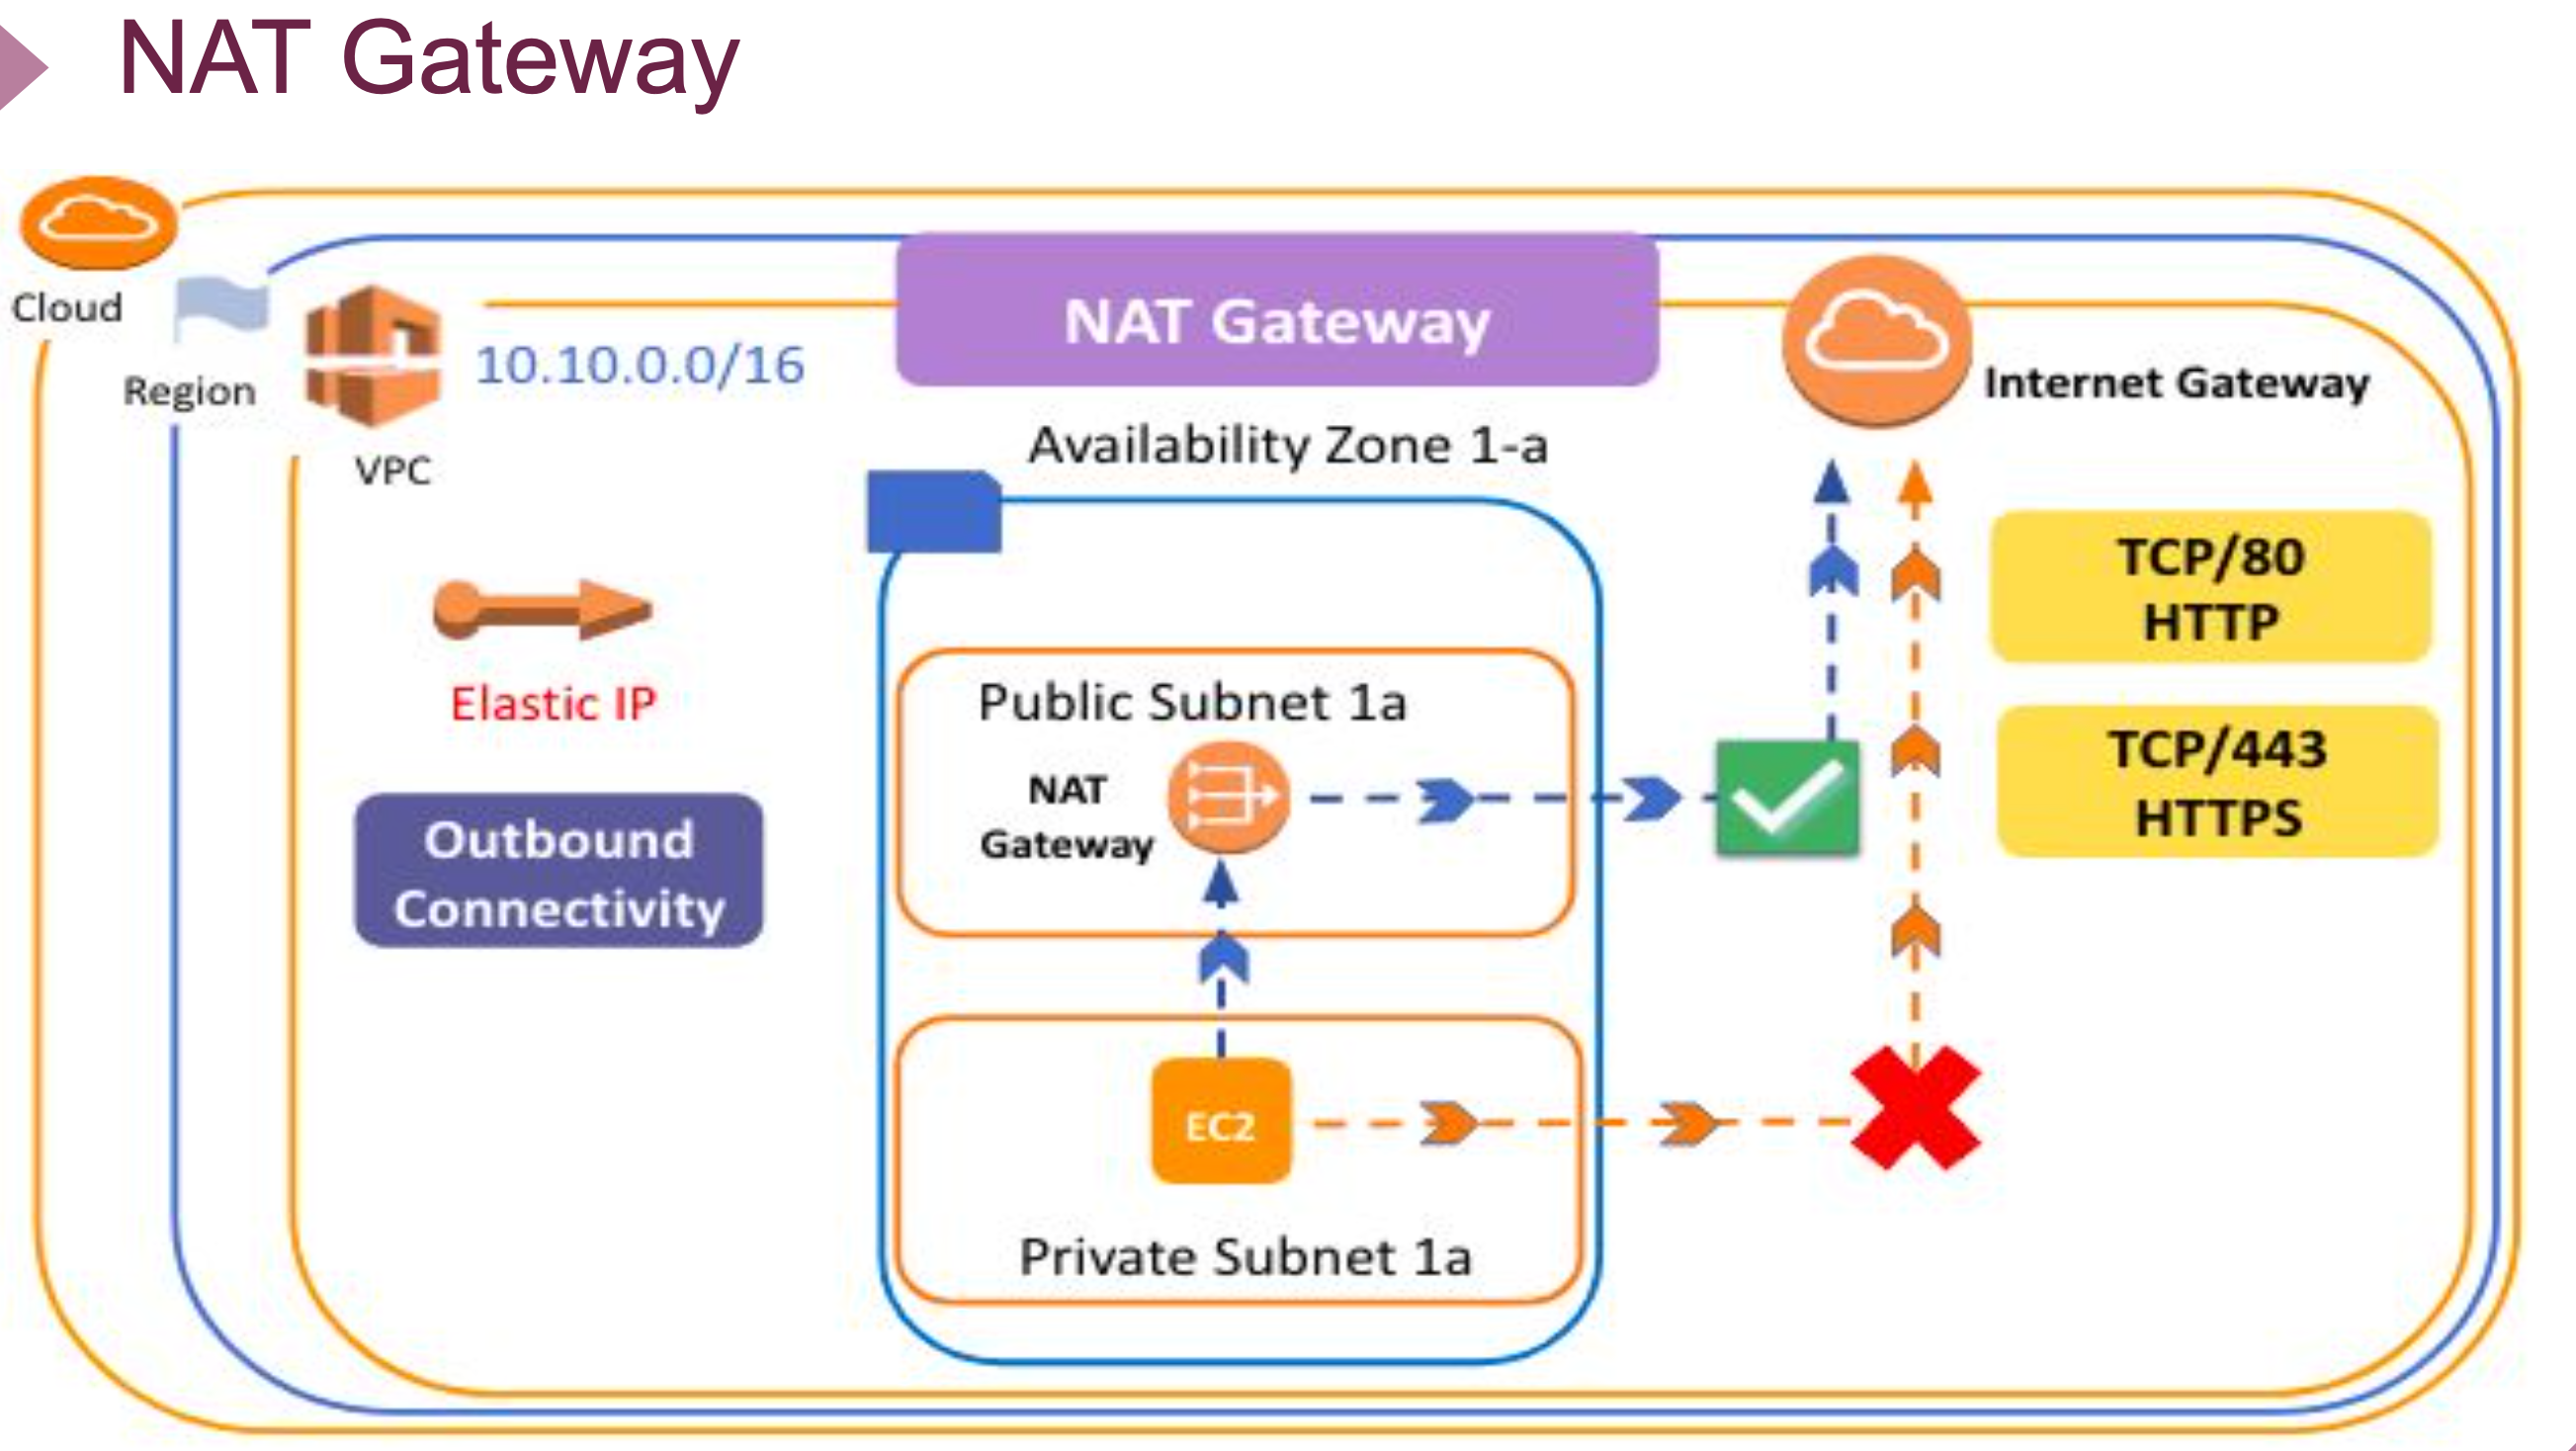 NAT Gateway
Cloud
Region
VPC
10.10.0.0/16
NAT Gateway
Internet Gateway
Availability Zone 1-a
Elastic IP
Outbound
Connectivity
Public Subnet 1a
NAT
Gateway
TCP/80
HTTP
TCP/443
HTTPS
EC2
Private Subnet 1a